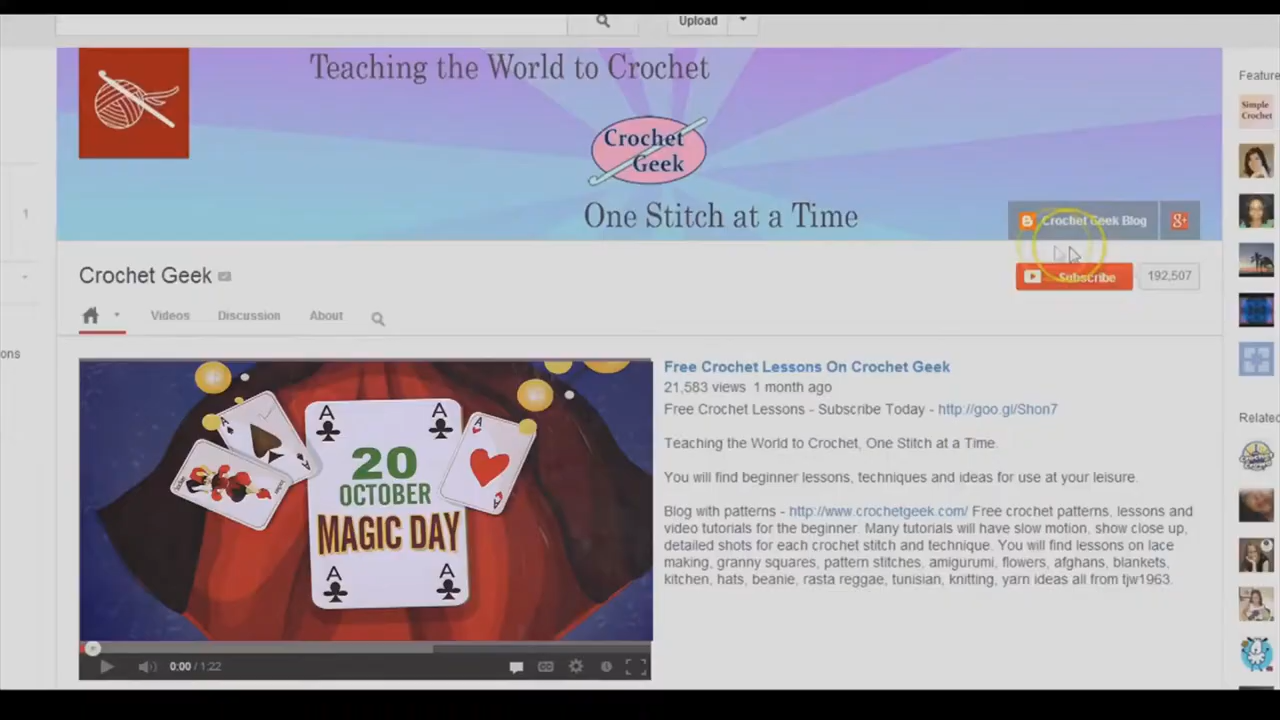 Upload
Teaching the World to Crochet
Crochet
Geek
One Stitch at a Time
Crochet Geek Blog
g+
Crochet Geek
Subscribe
192,507
Videos
Discussion
About
Free Crochet Lessons On Crochet Geek
21,583 views 1 month ago
Free Crochet Lessons - Subscribe Today - http://goo.gl/Shon7
Teaching the World to Crochet, One Stitch at a Time.
You will find beginner lessons, techniques and ideas for use at your leisure.
Blog with patterns - http://www.crochetgeek.com/ Free crochet patterns, lessons and
video tutorials for the beginner. Many tutorials will have slow motion, show close up,
detailed shots for each crochet stitch and technique. You will find lessons on lace
making, granny squares, pattern stitches, amigurumi, flowers, afghans, blankets,
kitchen, hats, beanie, rasta reggae, tunisian, knitting, yarn ideas all from tjw1963.
A
A
A
A
A
A
20
OCTOBER
MAGIC DAY
0:00 / 1:22
CC
Feature
Simple
Crochet
Related
1
ons